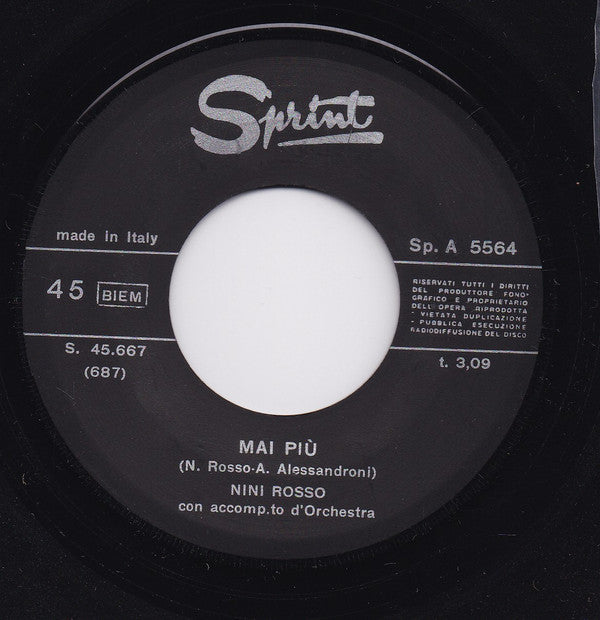 Sprint
made in Italy
Sp. A 5564
45 BIEM
RISERVATI TUTTI I DIRITTI
DEL PRODUTTORE FONO-
GRAFICO E PROPRIETARIO
DELL'OPERA RIPRODOTTA
- VIETATA DUPLICAZIONE
- PUBBLICA ESECUZIONE
RADIODIFFUSIONE DEL DISCO
S. 45.667
(687)
t. 3,09
MAI PIÙ
(N. Rosso-A. Alessandroni)
NINI ROSSO
con accomp.to d'Orchestra